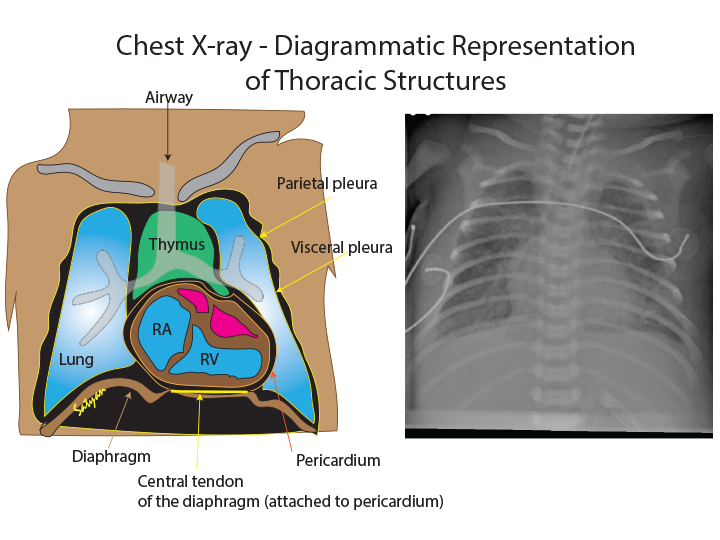 Chest X-ray - Diagrammatic Representation
of Thoracic Structures
Airway
Parietal pleura
Thymus
Visceral pleura
RA
Lung
RV
Satyan
Diaphragm
Pericardium
Central tendon
of the diaphragm (attached to pericardium)